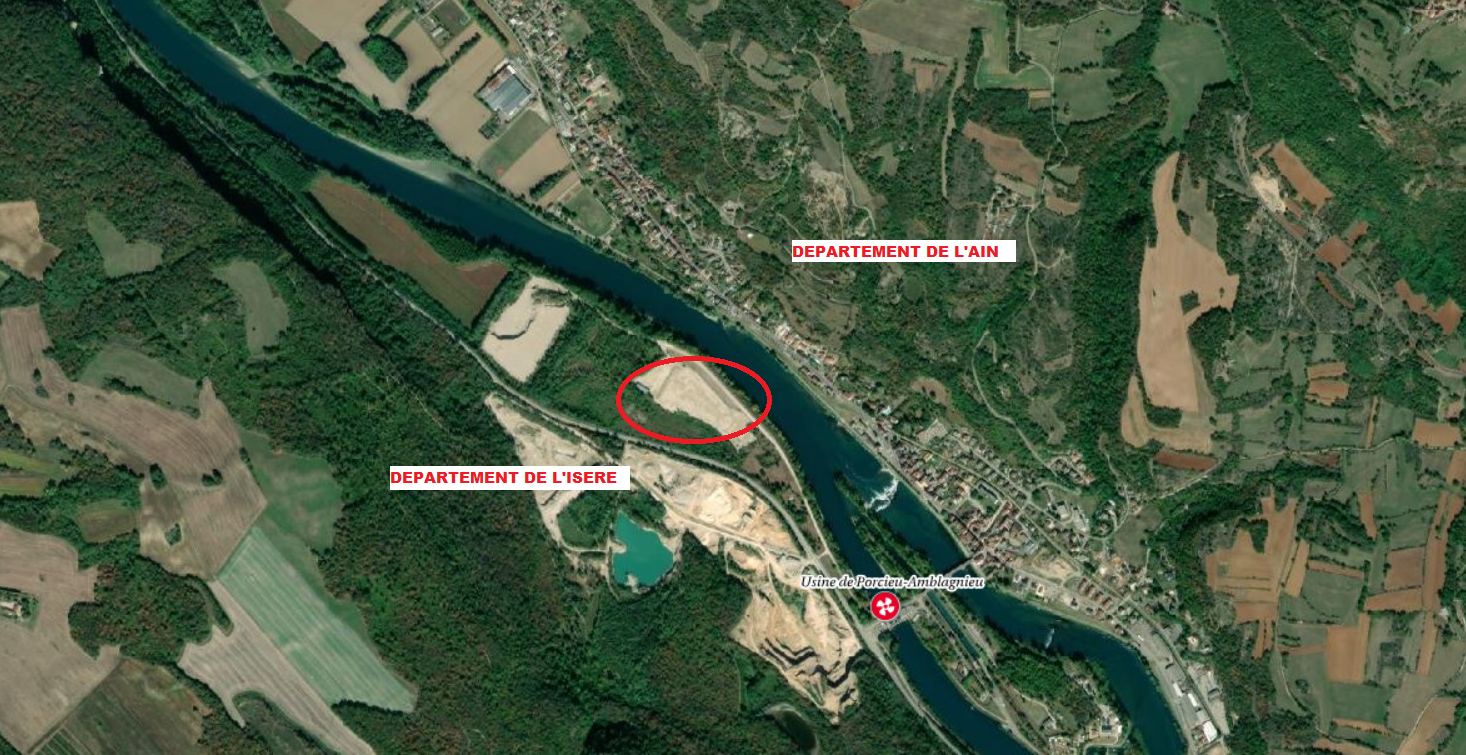 DEPARTEMENT DE L'AIN
DEPARTEMENT DE L'ISERE
Usine de Porcieu-Amblagnieu